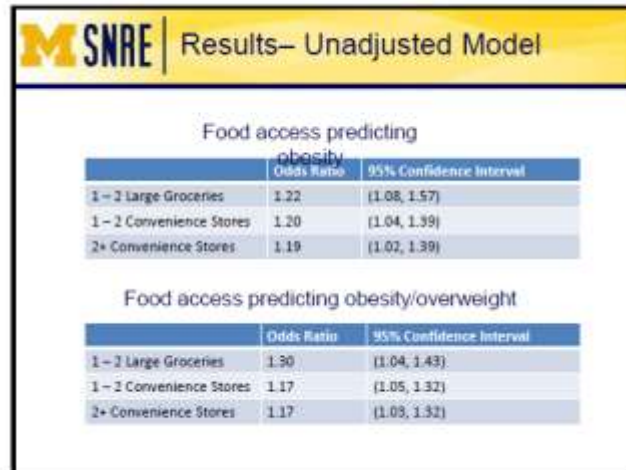 M SNRE Results– Unadjusted Model
Food access predicting
obesity
Odds Ratio 95% Confidence Interval
1 – 2 Large Groceries 1.22 (1.08, 1.57)
1 – 2 Convenience Stores 1.20 (1.04, 1.39)
2+ Convenience Stores 1.19 (1.02, 1.39)
Food access predicting obesity/overweight
Odds Ratio 95% Confidence Interval
1 – 2 Large Groceries 1.30 (1.04, 1.43)
1 – 2 Convenience Stores 1.17 (1.05, 1.32)
2+ Convenience Stores 1.17 (1.03, 1.32)